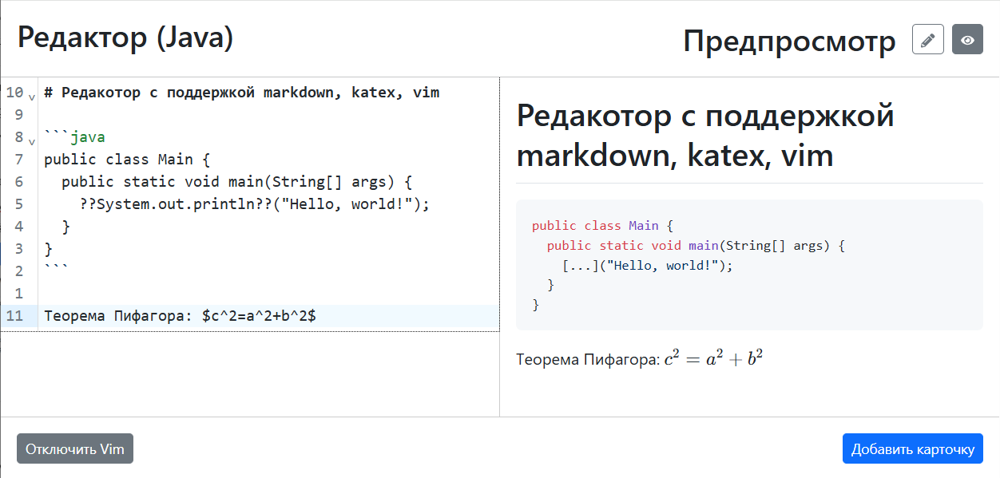 Редактор (Java)
Предпросмотр
10 # Редакотор с поддержкой markdown, katex, vim
9
8 ```java
7 public class Main {
6   public static void main(String[] args) {
5     ??System.out.println??("Hello, world!");
4   }
3 }
2 ```
1
11 Теорема Пифагора: $c^2=a^2+b^2$
Редакотор с поддержкой
markdown, katex, vim
public class Main {
  public static void main(String[] args) {
    [...]("Hello, world!");
  }
}
Теорема Пифагора: c² = a² + b²
Отключить Vim
Добавить карточку